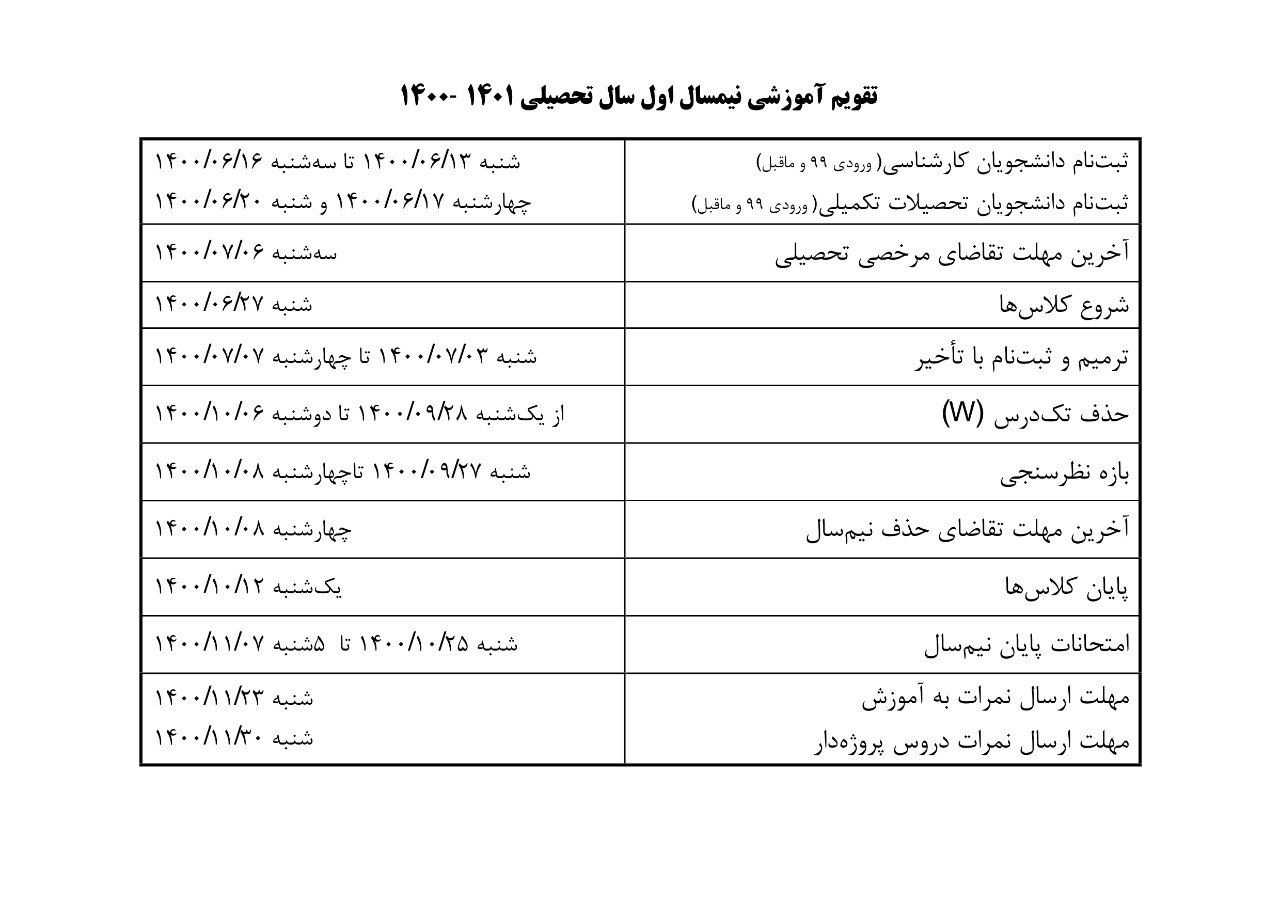 تقویم آموزشی نیمسال اول سال تحصیلی ۱۴۰۱ -۱۴۰۰
ثبت‌نام دانشجویان کارشناسی( ورودی ۹۹ و ماقبل) شنبه ۱۴۰۰/۰۶/۱۳ تا سه‌شنبه ۱۴۰۰/۰۶/۱۶
ثبت‌نام دانشجویان تحصیلات تکمیلی( ورودی ۹۹ و ماقبل) چهارشنبه ۱۴۰۰/۰۶/۱۷ و شنبه ۱۴۰۰/۰۶/۲۰
آخرین مهلت تقاضای مرخصی تحصیلی سه‌شنبه ۱۴۰۰/۰۷/۰۶
شروع کلاس‌ها شنبه ۱۴۰۰/۰۶/۲۷
ترمیم و ثبت‌نام با تأخیر شنبه ۱۴۰۰/۰۷/۰۳ تا چهارشنبه ۱۴۰۰/۰۷/۰۷
حذف تک‌درس (W) از یک‌شنبه ۱۴۰۰/۰۹/۲۸ تا دوشنبه ۱۴۰۰/۱۰/۰۶
بازه نظرسنجی شنبه ۱۴۰۰/۰۹/۲۷ تاچهارشنبه ۱۴۰۰/۱۰/۰۸
آخرین مهلت تقاضای حذف نیم‌سال چهارشنبه ۱۴۰۰/۱۰/۰۸
پایان کلاس‌ها یک‌شنبه ۱۴۰۰/۱۰/۱۲
امتحانات پایان نیم‌سال شنبه ۱۴۰۰/۱۰/۲۵ تا ۵شنبه ۱۴۰۰/۱۱/۰۷
مهلت ارسال نمرات به آموزش شنبه ۱۴۰۰/۱۱/۲۳
مهلت ارسال نمرات دروس پروژه‌دار شنبه ۱۴۰۰/۱۱/۳۰